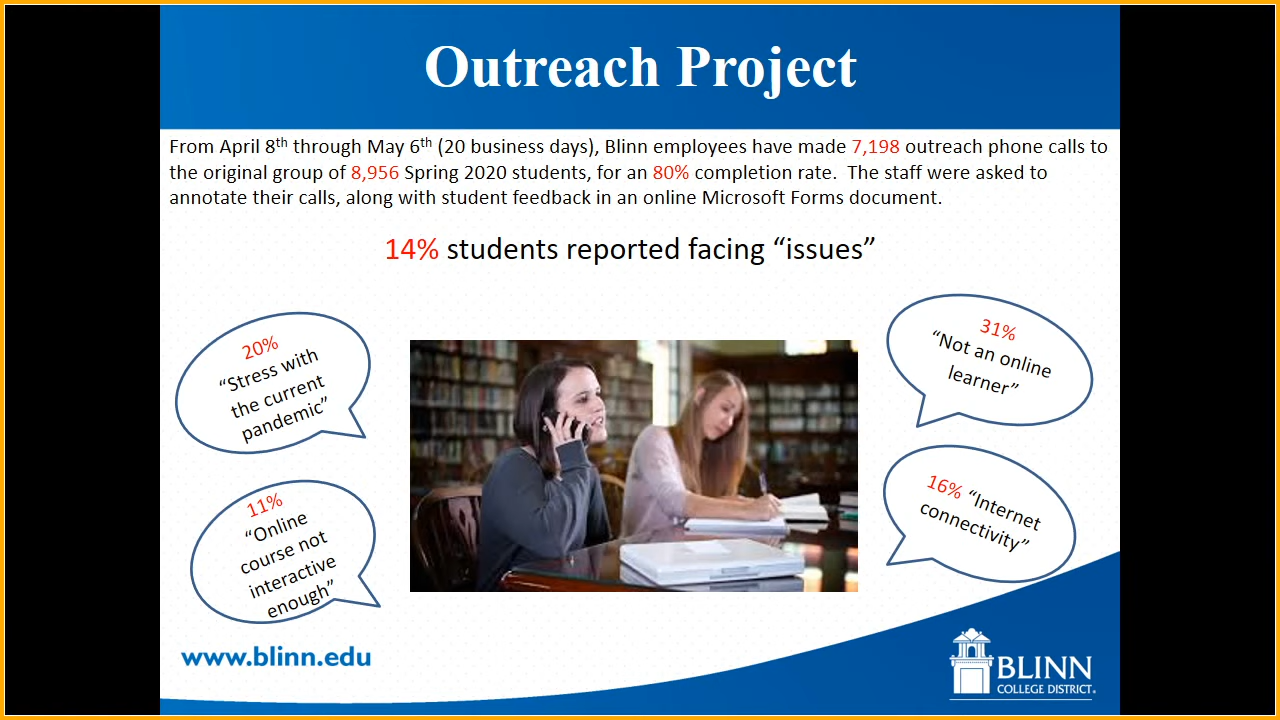 Outreach Project
From April 8th through May 6th (20 business days), Blinn employees have made 7,198 outreach phone calls to
the original group of 8,956 Spring 2020 students, for an 80% completion rate.  The staff were asked to
annotate their calls, along with student feedback in an online Microsoft Forms document.
14% students reported facing “issues”
20%
“Stress with
the current
pandemic”
31%
“Not an online
learner”
11%
“Online
course not
interactive
enough”
16% “Internet
connectivity”
www.blinn.edu
BLINN
COLLEGE DISTRICT.